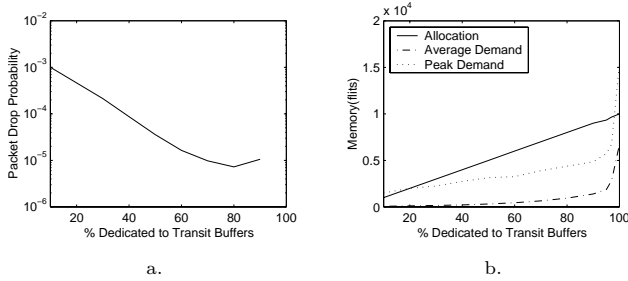 10^-2
10^-3
10^-4
10^-5
10^-6
Packet Drop Probability
20 40 60 80 100
% Dedicated to Transit Buffers
a.
x 10^4
2
1.5
1
0.5
0
Memory(flits)
Allocation
Average Demand
Peak Demand
20 40 60 80 100
% Dedicated to Transit Buffers
b.